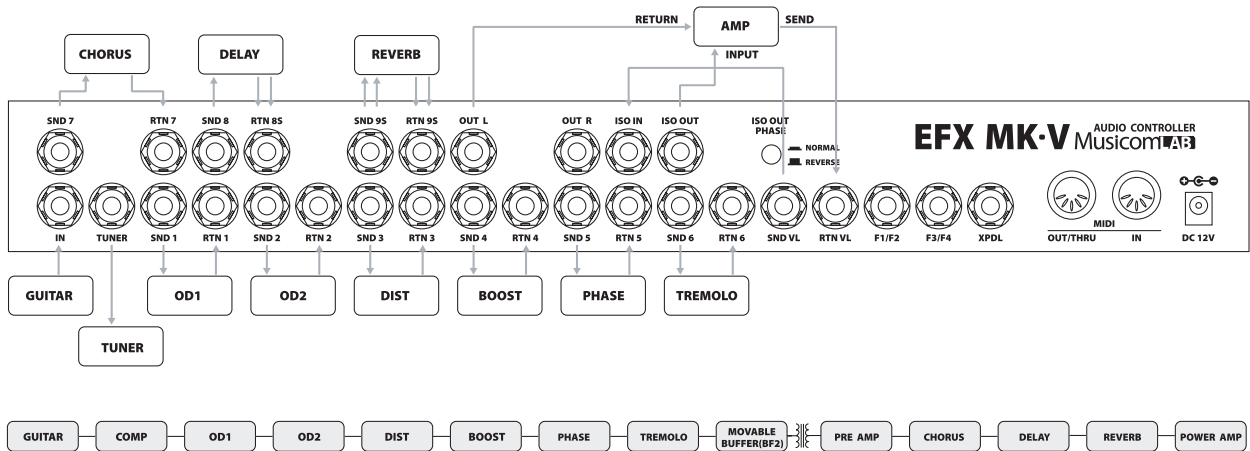 RETURN
AMP
SEND
CHORUS
DELAY
REVERB
INPUT
SND 7
RTN 7
SND 8
RTN 8S
SND 9S
RTN 9S
OUT L
OUT R
ISO IN
ISO OUT
ISO OUT
PHASE
NORMAL
REVERSE
EFX MK·V AUDIO CONTROLLER
MusicomLAB
IN
TUNER
SND 1
RTN 1
SND 2
RTN 2
SND 3
RTN 3
SND 4
RTN 4
SND 5
RTN 5
SND 6
RTN 6
SND VL
RTN VL
F1/F2
F3/F4
XPDL
MIDI
OUT/THRU
IN
DC 12V
GUITAR
OD1
OD2
DIST
BOOST
PHASE
TREMOLO
TUNER
GUITAR
COMP
OD1
OD2
DIST
BOOST
PHASE
TREMOLO
MOVABLE
BUFFER(BF2)
PRE AMP
CHORUS
DELAY
REVERB
POWER AMP